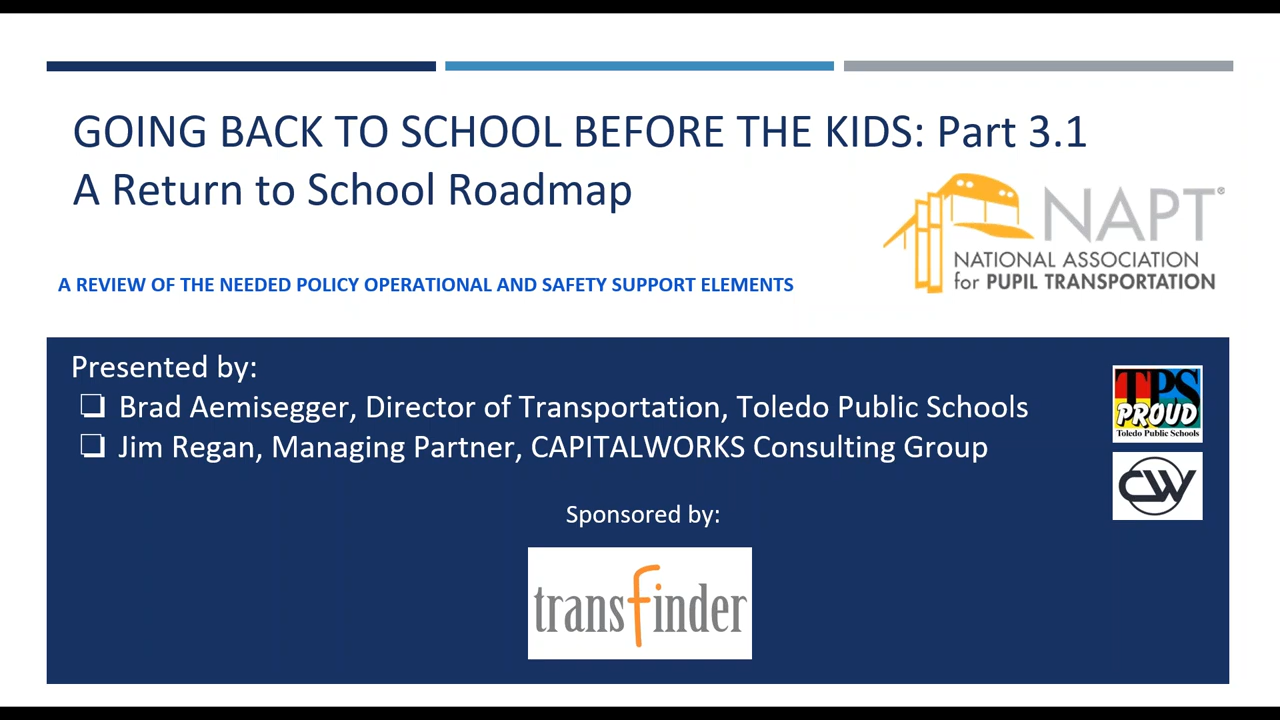 GOING BACK TO SCHOOL BEFORE THE KIDS: Part 3.1
A Return to School Roadmap
NAPT®
NATIONAL ASSOCIATION
for PUPIL TRANSPORTATION
A REVIEW OF THE NEEDED POLICY OPERATIONAL AND SAFETY SUPPORT ELEMENTS
Presented by:
❑ Brad Aemisegger, Director of Transportation, Toledo Public Schools
❑ Jim Regan, Managing Partner, CAPITALWORKS Consulting Group
TPS
PROUD
Toledo Public Schools
CW
Sponsored by:
transfinder